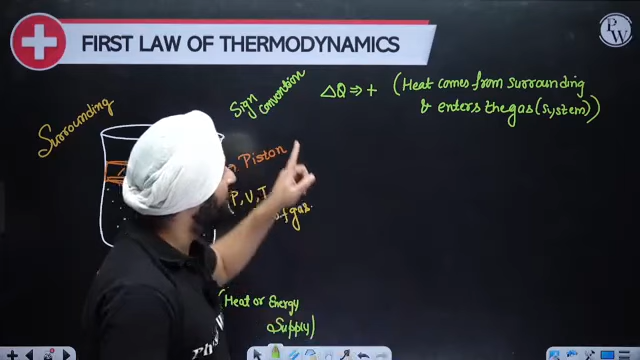 FIRST LAW OF THERMODYNAMICS
PW
Surrounding
Sign
convention
ΔQ ⇒ + (Heat comes from surrounding
& enters the gas (system))
Piston
P, V, T
of gas.
(Heat or Energy
Supply)